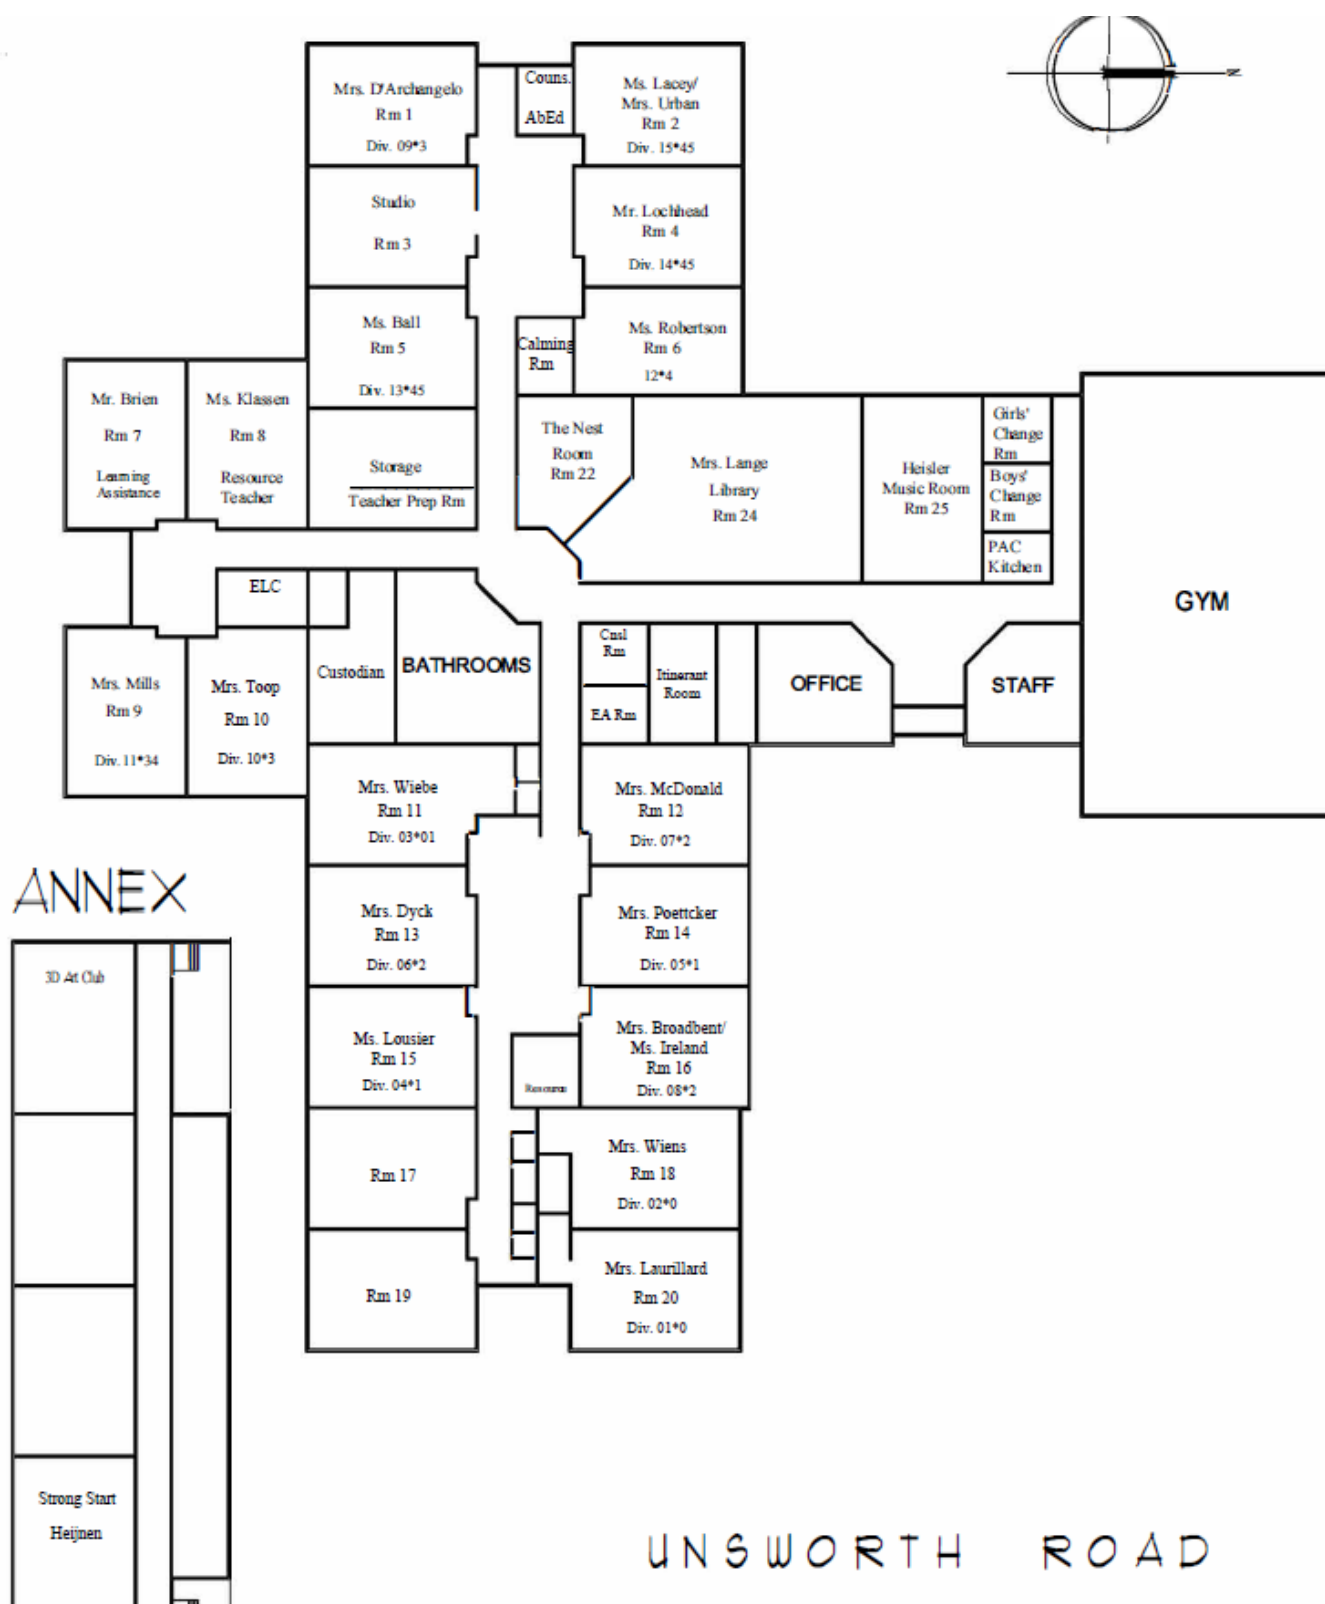 Mrs. D'Archangelo
Rm 1
Div. 09*3
Couns.
AbEd
Ms. Lacey/
Mrs. Urban
Rm 2
Div. 15*45
N
Studio
Rm 3
Mr. Lochhead
Rm 4
Div. 14*45
Ms. Ball
Rm 5
Div. 13*45
Calming
Rm
Ms. Robertson
Rm 6
12*4
Mr. Brien
Rm 7
Learning
Assistance
Ms. Klassen
Rm 8
Resource
Teacher
Storage
Teacher Prep Rm
The Nest
Room
Rm 22
Mrs. Lange
Library
Rm 24
Heisler
Music Room
Rm 25
Girls'
Change
Rm
Boys'
Change
Rm
PAC
Kitchen
GYM
ELC
Mrs. Mills
Rm 9
Div. 11*34
Mrs. Toop
Rm 10
Div. 10*3
Custodian
BATHROOMS
Cnsl
Rm
EA Rm
Itinerant
Room
OFFICE
STAFF
Mrs. Wiebe
Rm 11
Div. 03*01
Mrs. McDonald
Rm 12
Div. 07*2
Mrs. Dyck
Rm 13
Div. 06*2
Mrs. Poettcker
Rm 14
Div. 05*1
Ms. Lousier
Rm 15
Div. 04*1
Resource
Mrs. Broadbent/
Ms. Ireland
Rm 16
Div. 08*2
Rm 17
Mrs. Wiens
Rm 18
Div. 02*0
Rm 19
Mrs. Laurillard
Rm 20
Div. 01*0
ANNEX
3D Art Club
Strong Start
Heijnen
UNSWORTH ROAD